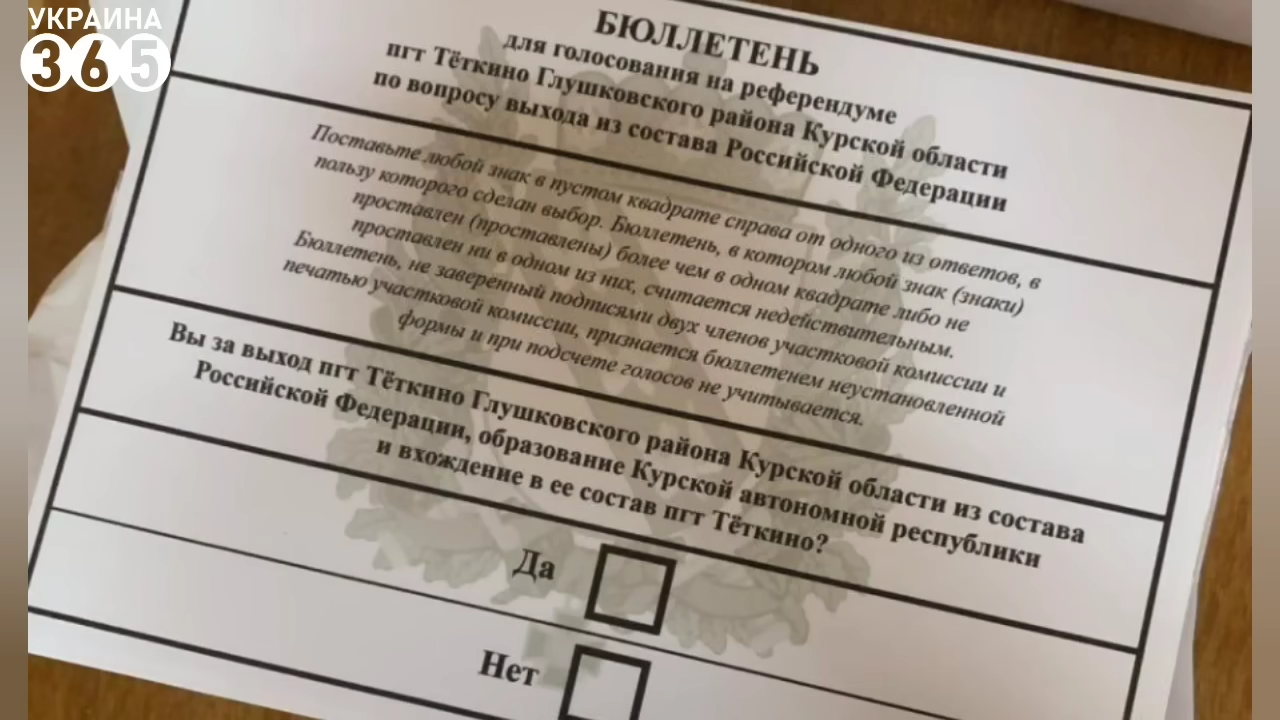 УКРАИНА
365
БЮЛЛЕТЕНЬ
для голосования на референдуме
пгт Тёткино Глушковского района Курской области
по вопросу выхода из состава Российской Федерации
Поставьте любой знак в пустом квадрате справа от одного из ответов, в
пользу которого сделан выбор. Бюллетень, в котором любой знак (знаки)
проставлен (проставлены) более чем в одном квадрате либо не
проставлен ни в одном из них, считается недействительным.
Бюллетень, не заверенный подписями двух членов участковой комиссии и
печатью участковой комиссии, признается бюллетенем неустановленной
формы и при подсчете голосов не учитывается.
Вы за выход пгт Тёткино Глушковского района Курской области из состава
Российской Федерации, образование Курской автономной республики
и вхождение в ее состав пгт Тёткино?
Да
Нет